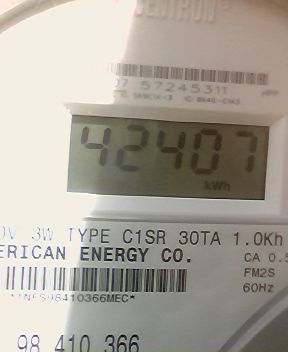 CENTRON®
07 57245311
42407
kWh
0V 3W TYPE C1SR 30TA 1.0Kh
ERICAN ENERGY CO.
CA 0.5
FM2S
60Hz
98 410 366